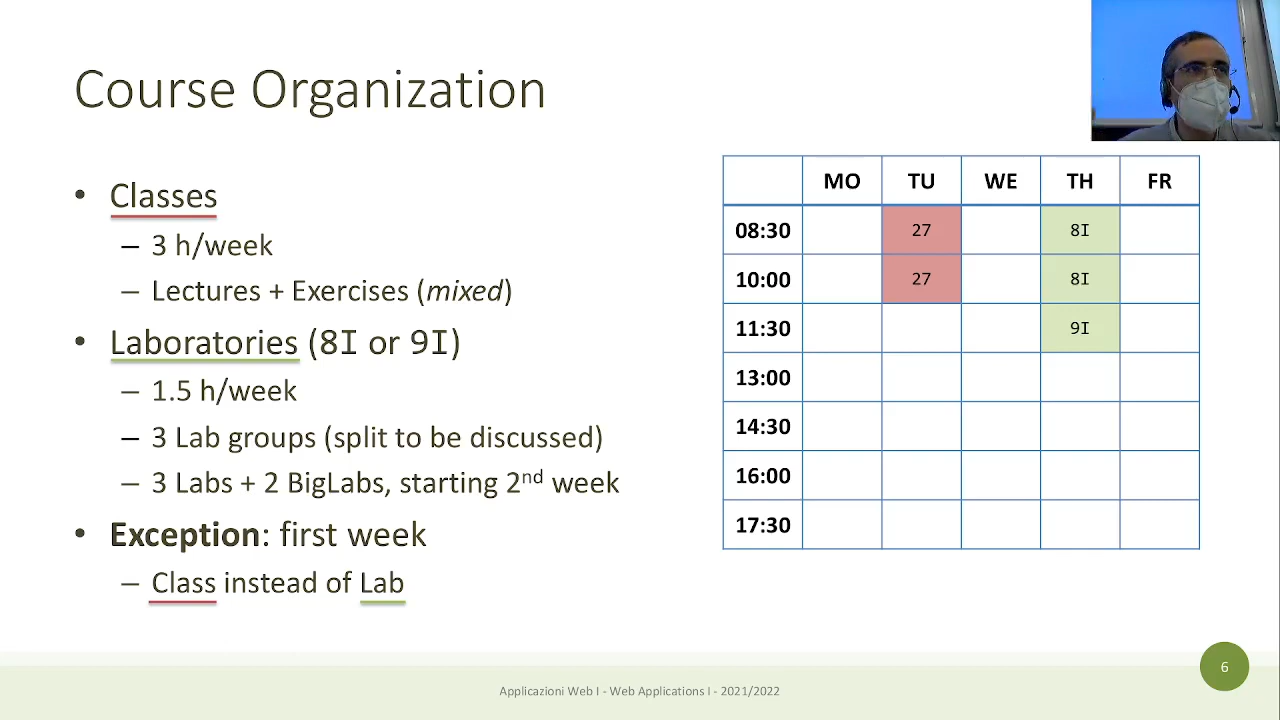 Course Organization
• Classes
– 3 h/week
– Lectures + Exercises (mixed)
• Laboratories (8I or 9I)
– 1.5 h/week
– 3 Lab groups (split to be discussed)
– 3 Labs + 2 BigLabs, starting 2nd week
• Exception: first week
– Class instead of Lab
MO TU WE TH FR
08:30 27 8I
10:00 27 8I
11:30 9I
13:00
14:30
16:00
17:30
Applicazioni Web I - Web Applications I - 2021/2022
6